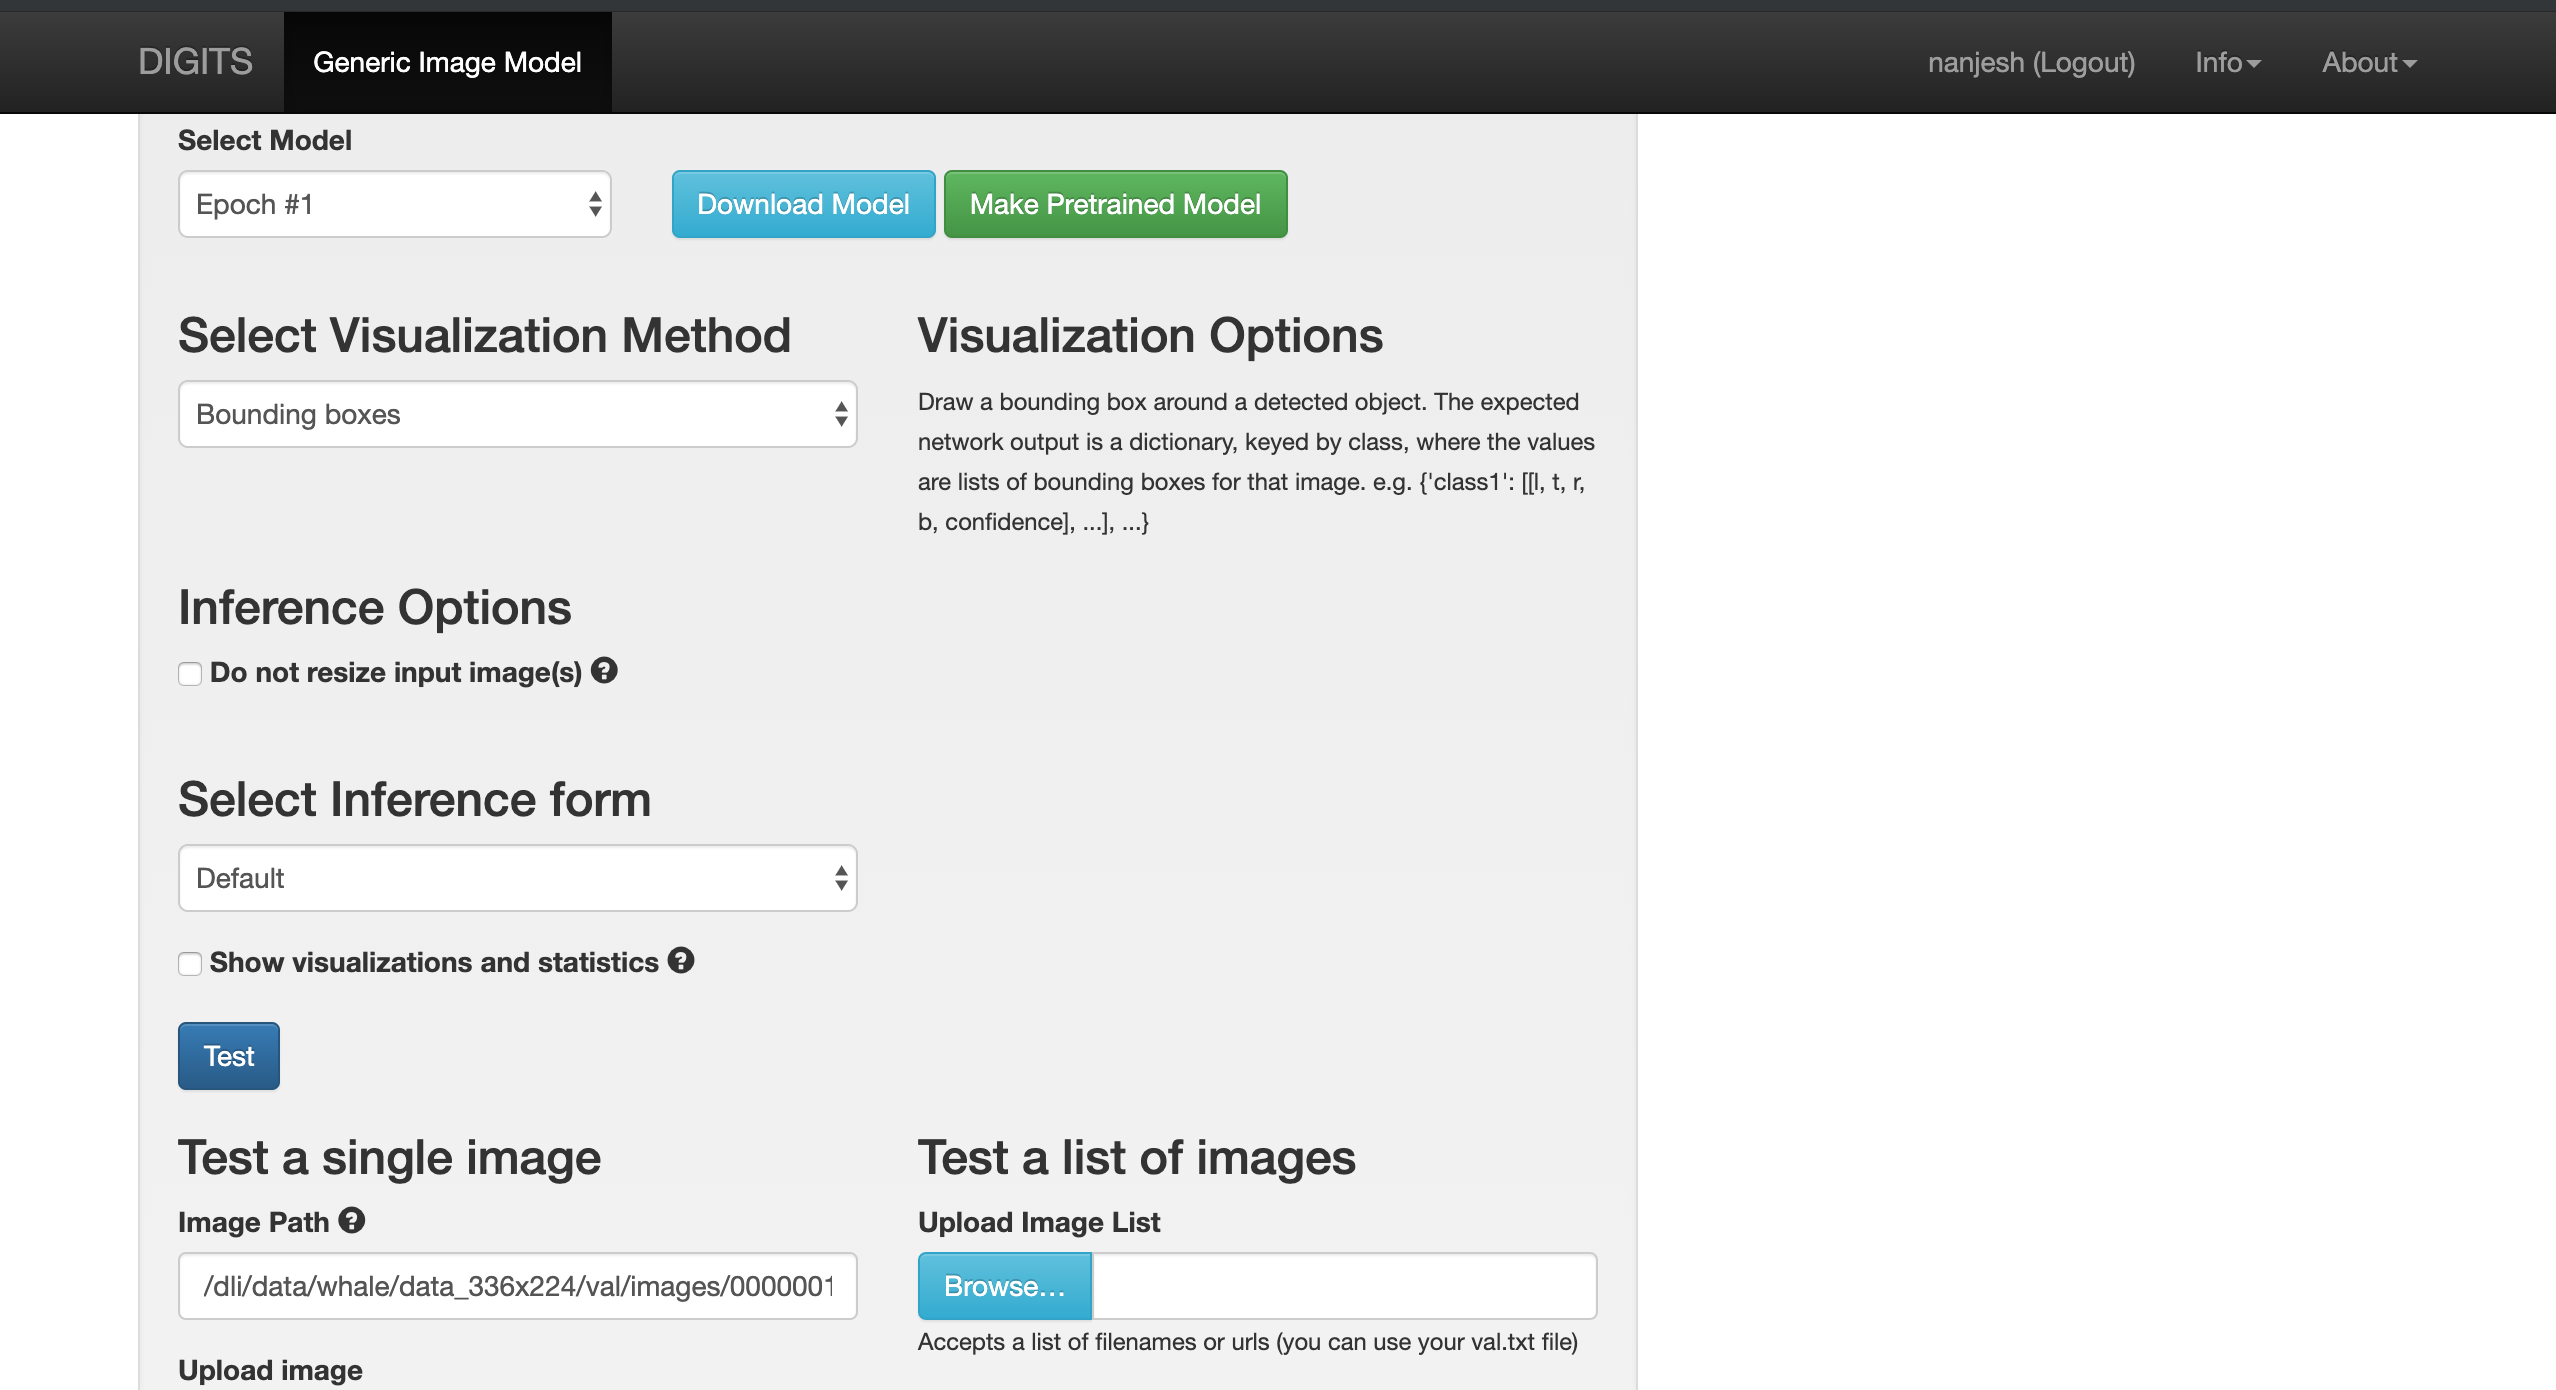 DIGITS Generic Image Model nanjesh (Logout) Info About
Select Model
Epoch #1 Download Model Make Pretrained Model
Select Visualization Method
Bounding boxes
Visualization Options
Draw a bounding box around a detected object. The expected
network output is a dictionary, keyed by class, where the values
are lists of bounding boxes for that image. e.g. {'class1': [[l, t, r,
b, confidence], ...], ...}
Inference Options
Do not resize input image(s)
Select Inference form
Default
Show visualizations and statistics
Test
Test a single image
Image Path
/dli/data/whale/data_336x224/val/images/0000001
Upload image
Test a list of images
Upload Image List
Browse...
Accepts a list of filenames or urls (you can use your val.txt file)